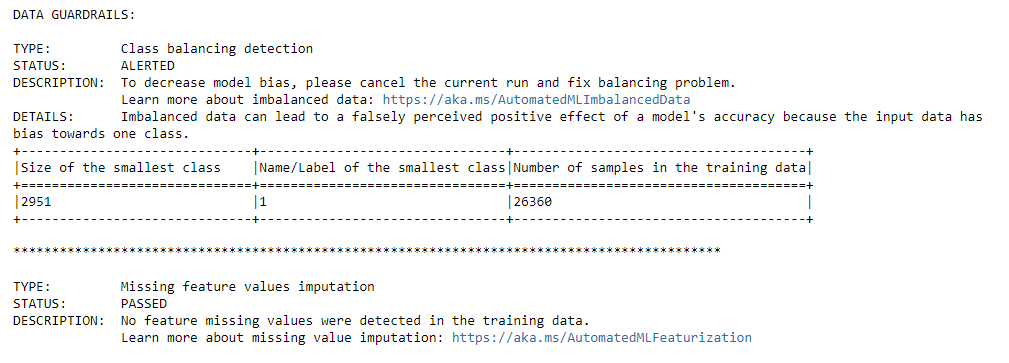 DATA GUARDRAILS:
TYPE: Class balancing detection
STATUS: ALERTED
DESCRIPTION: To decrease model bias, please cancel the current run and fix balancing problem.
Learn more about imbalanced data: https://aka.ms/AutomatedMLImbalancedData
DETAILS: Imbalanced data can lead to a falsely perceived positive effect of a model's accuracy because the input data has
bias towards one class.
+------------------------------+--------------------------------+--------------------------------------+
|Size of the smallest class |Name/Label of the smallest class|Number of samples in the training data|
+==============================+================================+======================================+
|2951 |1 |26360 |
+------------------------------+--------------------------------+--------------------------------------+
********************************************************************************************
TYPE: Missing feature values imputation
STATUS: PASSED
DESCRIPTION: No feature missing values were detected in the training data.
Learn more about missing value imputation: https://aka.ms/AutomatedMLFeaturization